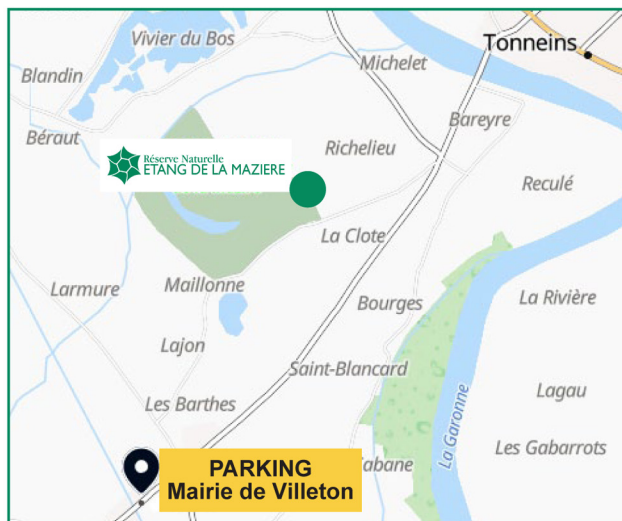 Vivier du Bos
Tonneins
Michelet
Blandin
Bareyre
Béraut
Richelieu
Réserve Naturelle
ETANG DE LA MAZIERE
Reculé
La Clote
Larmure
Maillonne
La Rivière
Bourges
Lajon
Saint-Blancard
Lagau
Les Barthes
La Garonne
Les Gabarrots
PARKING
Mairie de Villeton